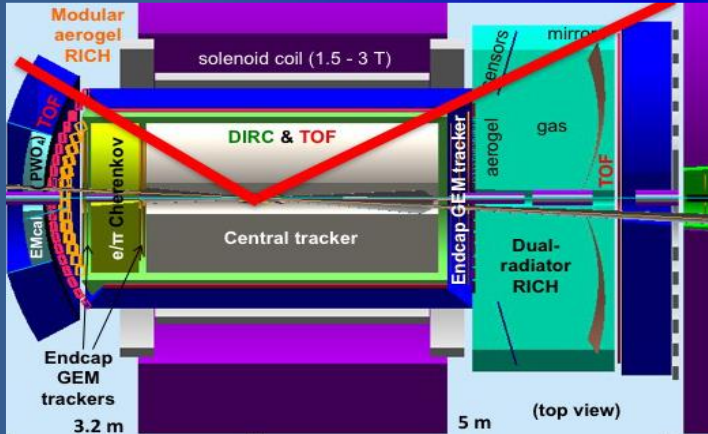 Modular
aerogel
RICH
solenoid coil (1.5 - 3 T)
mirror
sensors
TOF
(PWO4)
DIRC & TOF
aerogel
gas
TOF
e/π Cherenkov
Endcap GEM tracker
EMcal
Central tracker
Dual-
radiator
RICH
Endcap
GEM
trackers
3.2 m
5 m
(top view)